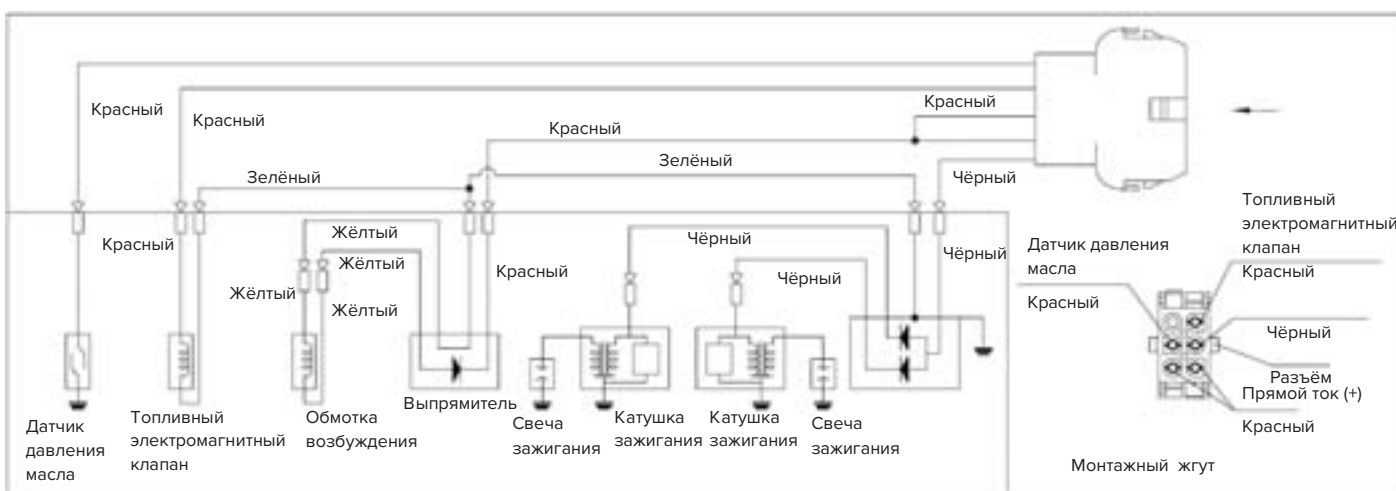 Красный
Красный
Красный
Красный
Зелёный
Зелёный
Чёрный
Красный
Жёлтый
Жёлтый
Жёлтый
Жёлтый
Красный
Чёрный
Чёрный
Чёрный
Датчик
давления
масла
Топливный
электромагнитный
клапан
Обмотка
возбуждения
Выпрямитель
Свеча
зажигания
Катушка
зажигания
Катушка
зажигания
Свеча
зажигания
Датчик давления
масла
Красный
Топливный
электромагнитный
клапан
Красный
Чёрный
Разъём
Прямой ток (+)
Красный
Монтажный жгут